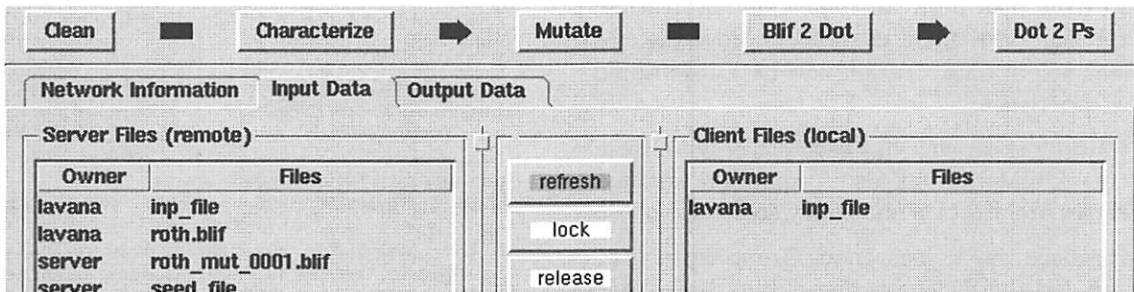 Clean Characterize Mutate Blif 2 Dot Dot 2 Ps
Network Information Input Data Output Data
Server Files (remote) Client Files (local)
Owner Files refresh Owner Files
lavana inp_file lavana inp_file
lavana roth.blif lock
server roth_mut_0001.blif
server seed_file release